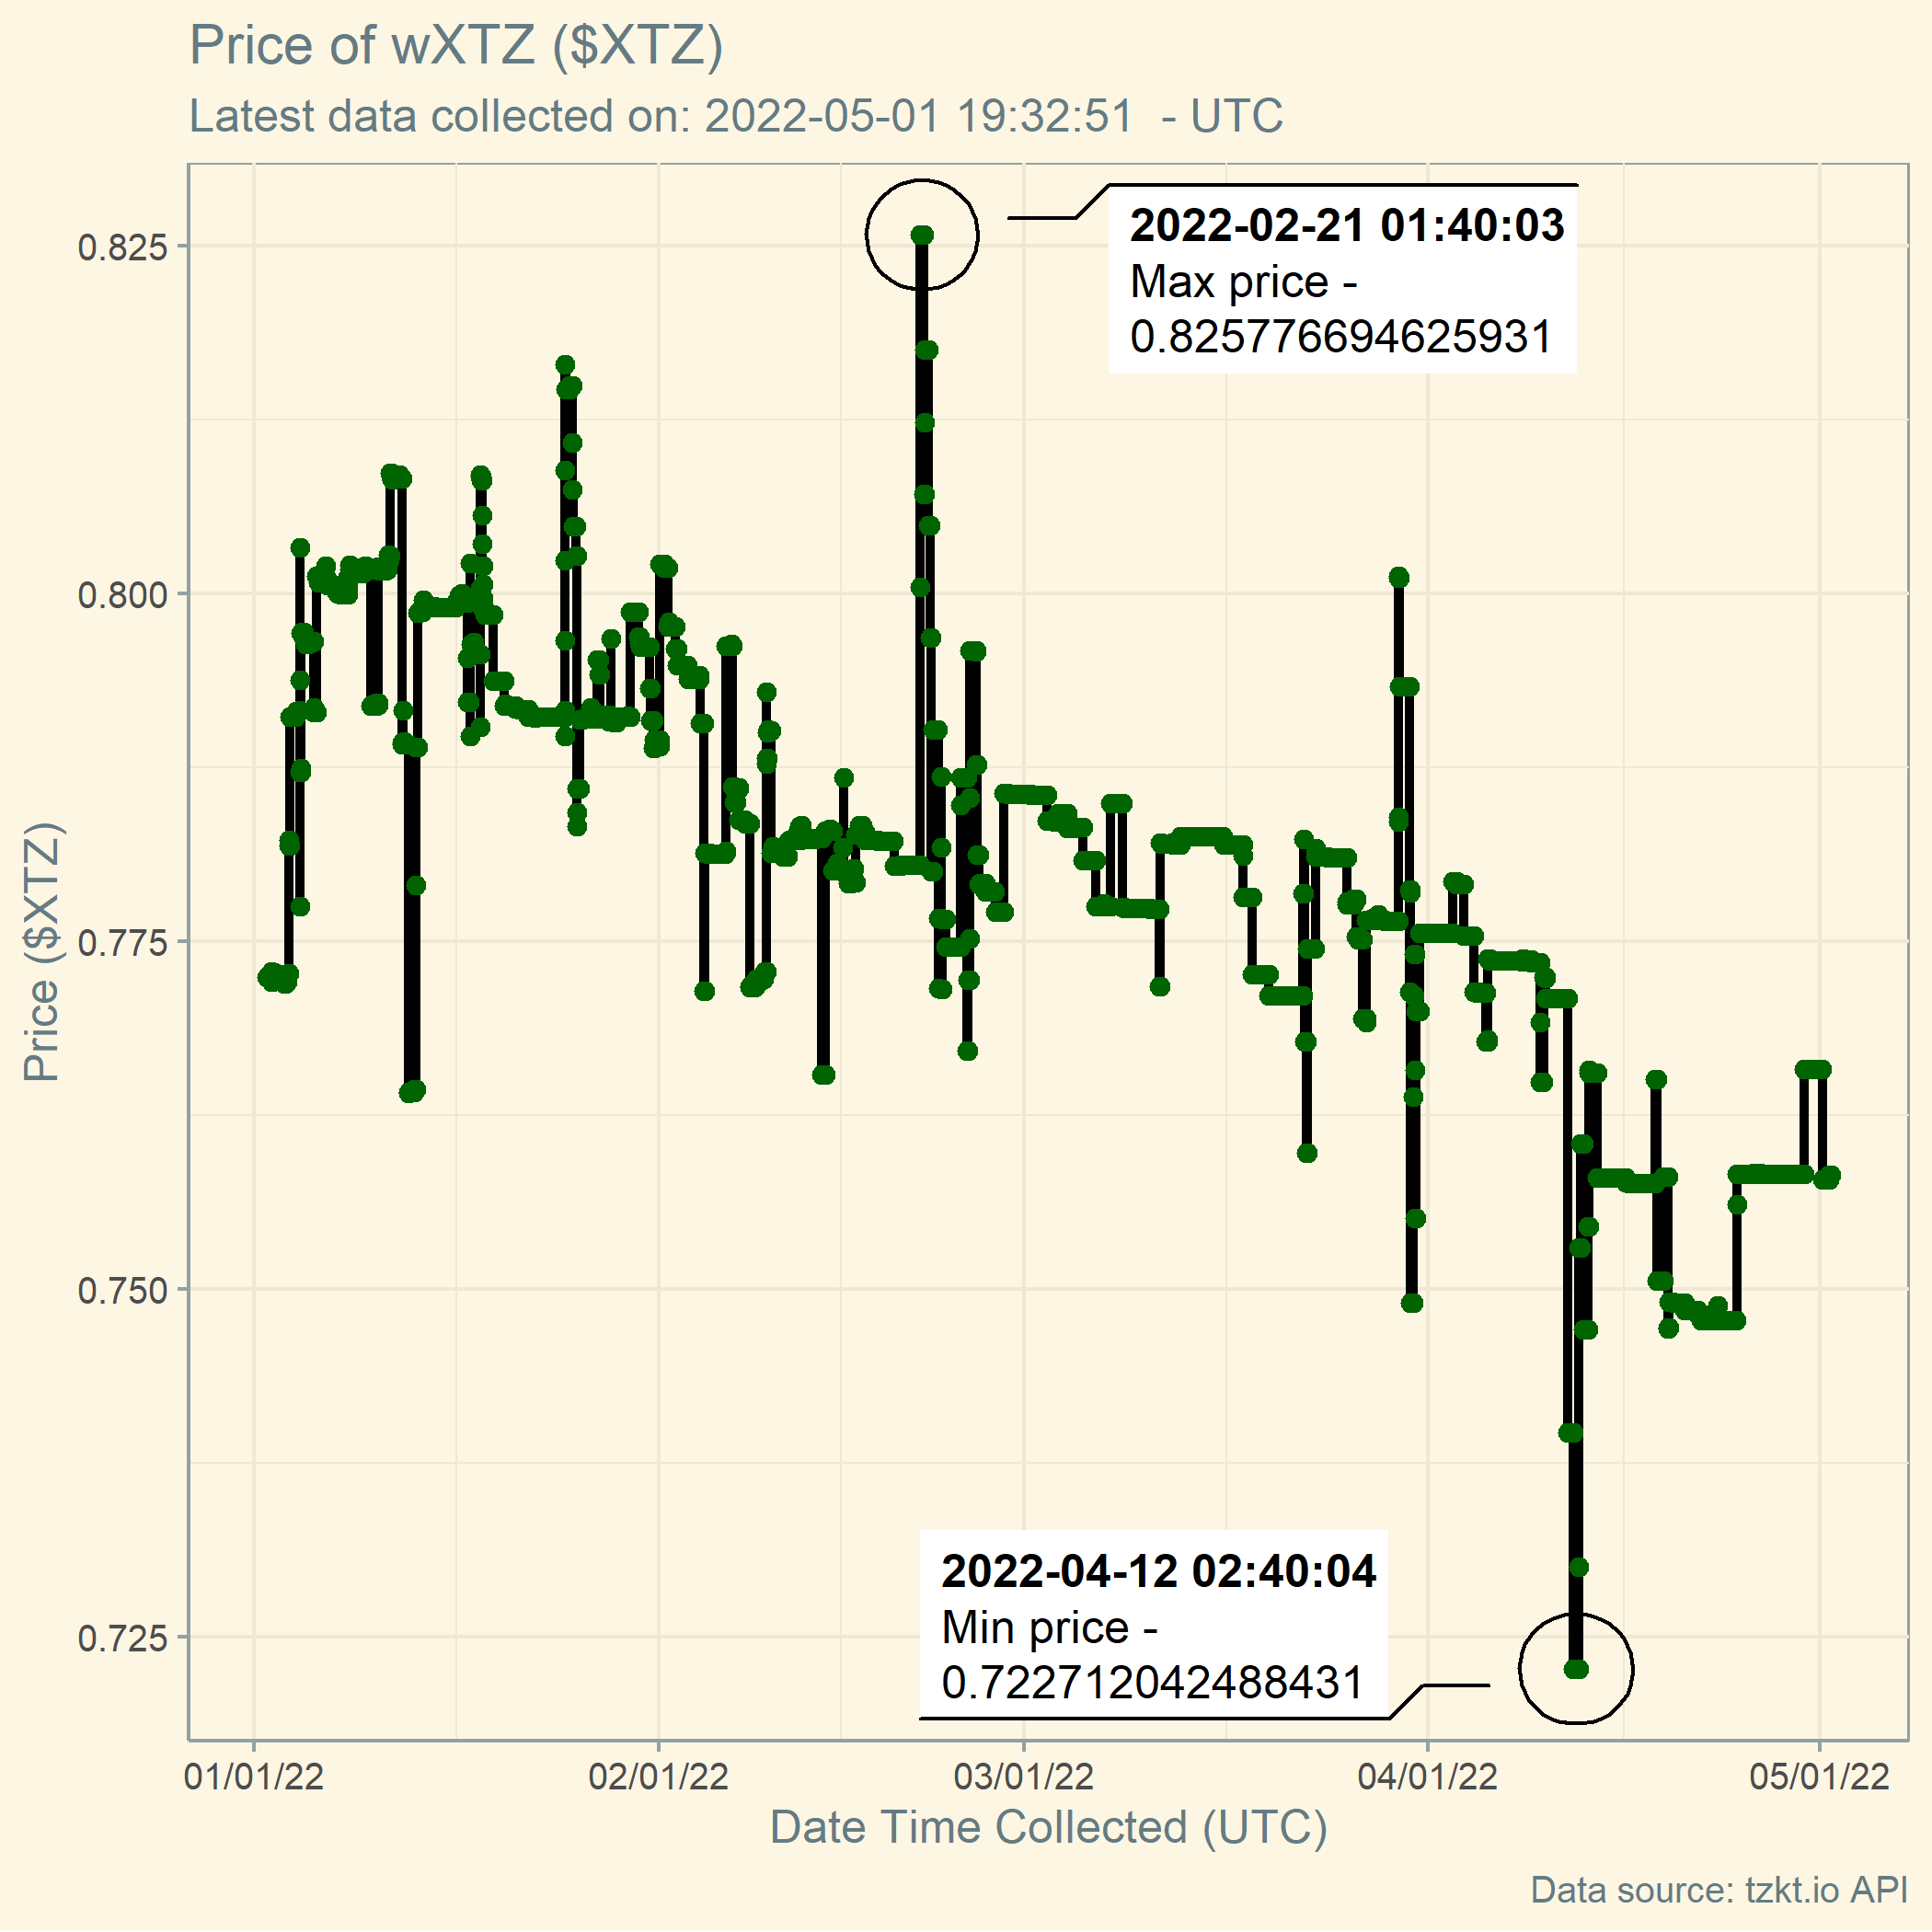 Price of wXTZ ($XTZ)
Latest data collected on: 2022-05-01 19:32:51  - UTC
2022-02-21 01:40:03
Max price -
0.825776694625931
0.825
0.800
0.775
0.750
0.725
Price ($XTZ)
2022-04-12 02:40:04
Min price -
0.722712042488431
01/01/22
02/01/22
03/01/22
04/01/22
05/01/22
Date Time Collected (UTC)
Data source: tzkt.io API